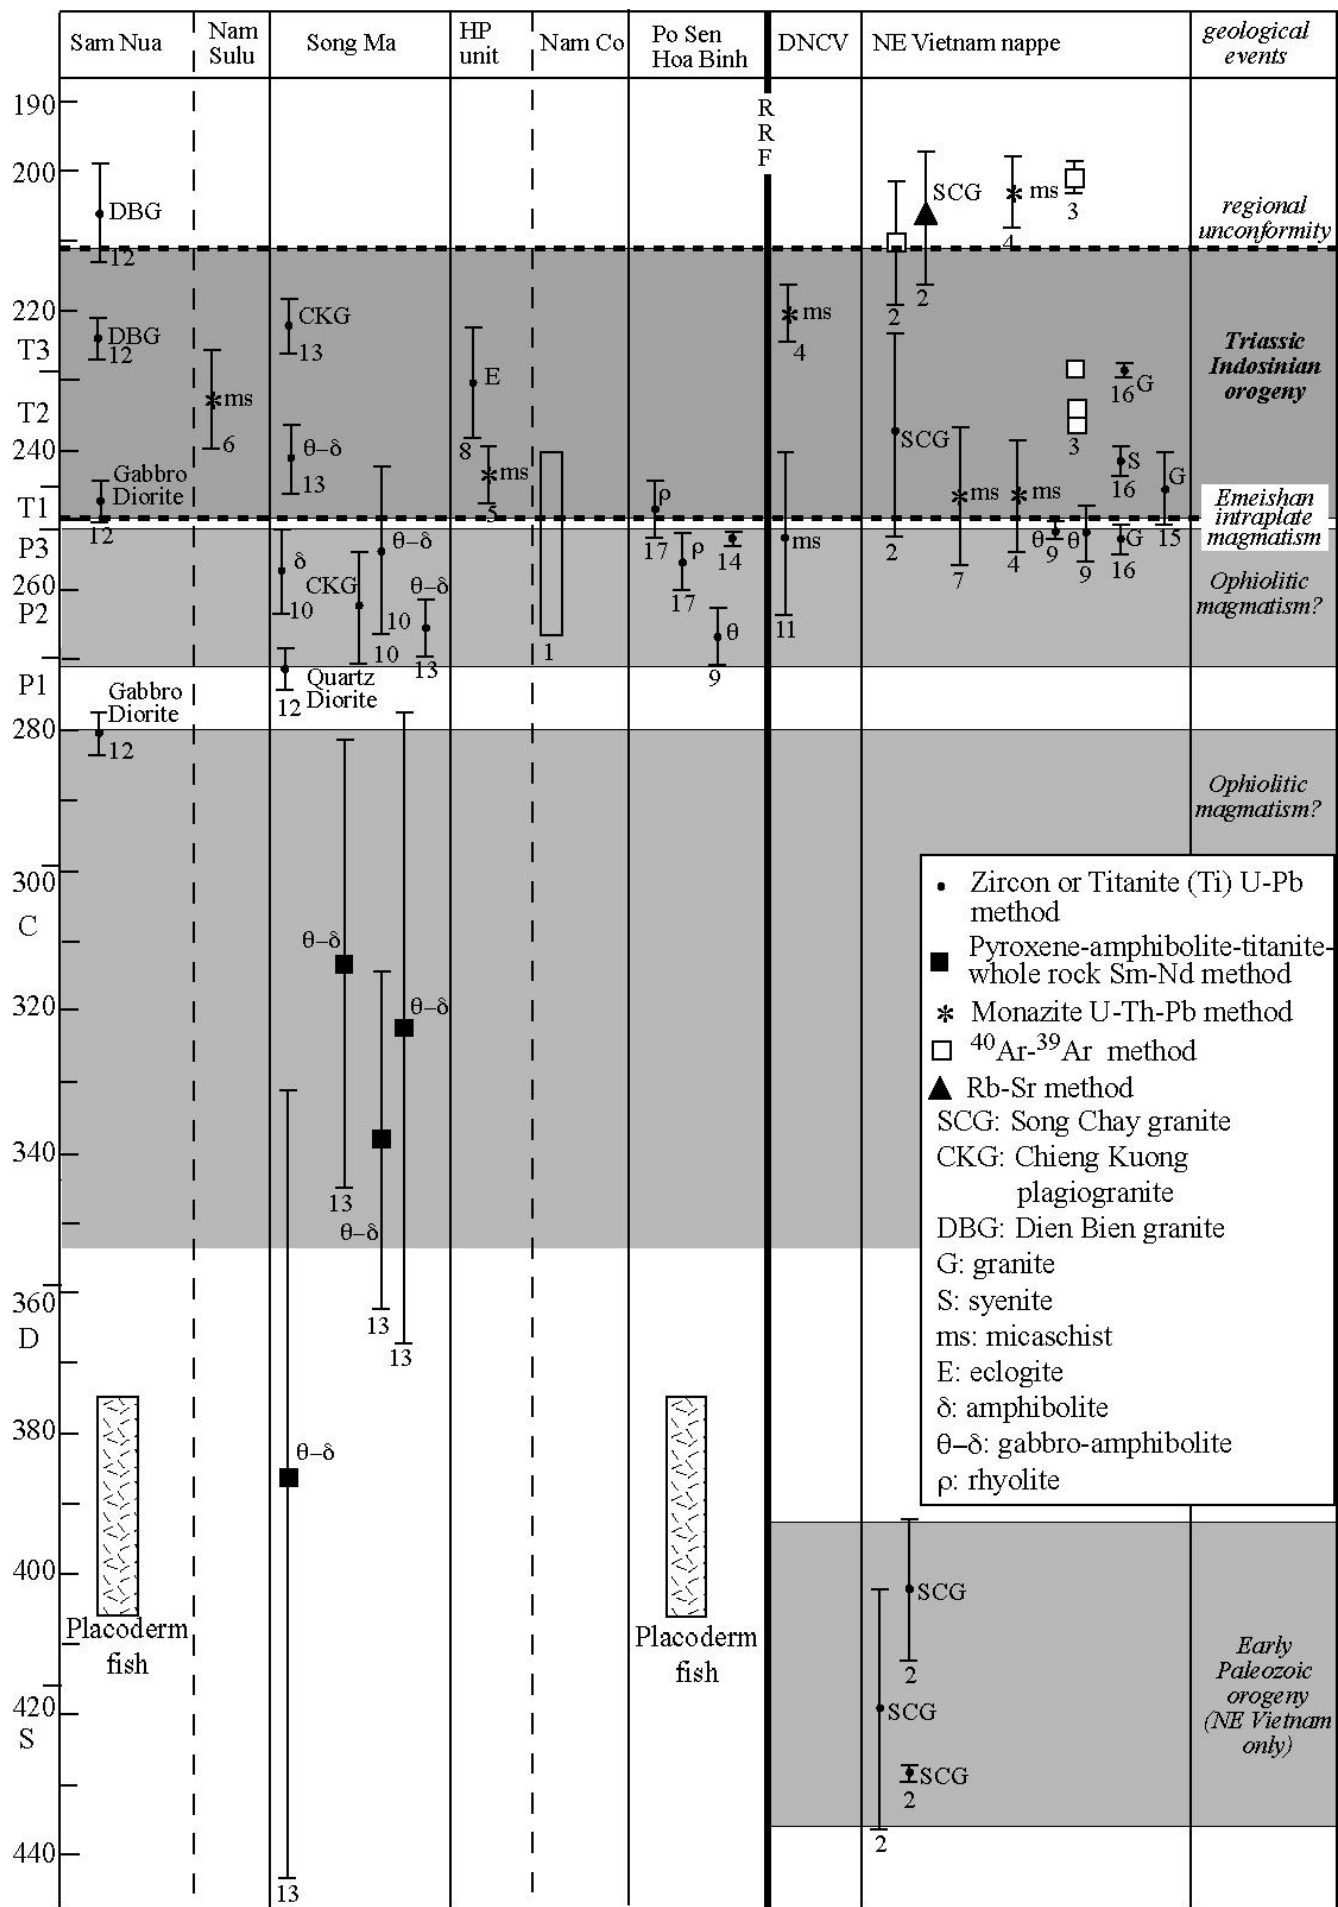 Sam Nua
Nam
Sulu
Song Ma
HP
unit
Nam Co
Po Sen
Hoa Binh
DNCV
NE Vietnam nappe
geological
events
190
200
220
T3
T2
240
T1
P3
260
P2
P1
280
300
C
320
340
360
D
380
400
420
S
440
DBG
12
DBG
12
Gabbro
Diorite
12
Gabbro
Diorite
12
Placoderm
fish
ms
6
CKG
13
θ–δ
13
δ
10
CKG
10
θ–δ
10
θ–δ
13
Quartz
Diorite
12
θ–δ
13
θ–δ
13
θ–δ
13
θ–δ
13
E
8
ms
5
1
ρ
17
ρ
17
14
θ
9
Placoderm
fish
R
R
F
ms
4
ms
11
2
SCG
2
ms
4
3
SCG
2
ms
7
ms
4
3
θ
9
θ
9
G
16
S
16
G
16
G
15
SCG
2
SCG
2
SCG
2
regional
unconformity
Triassic
Indosinian
orogeny
Emeishan
intraplate
magmatism
Ophiolitic
magmatism?
Ophiolitic
magmatism?
Early
Paleozoic
orogeny
(NE Vietnam
only)
Zircon or Titanite (Ti) U-Pb
method
Pyroxene-amphibolite-titanite-
whole rock Sm-Nd method
Monazite U-Th-Pb method
40Ar-39Ar method
Rb-Sr method
SCG: Song Chay granite
CKG: Chieng Kuong
plagiogranite
DBG: Dien Bien granite
G: granite
S: syenite
ms: micaschist
E: eclogite
δ: amphibolite
θ–δ: gabbro-amphibolite
ρ: rhyolite